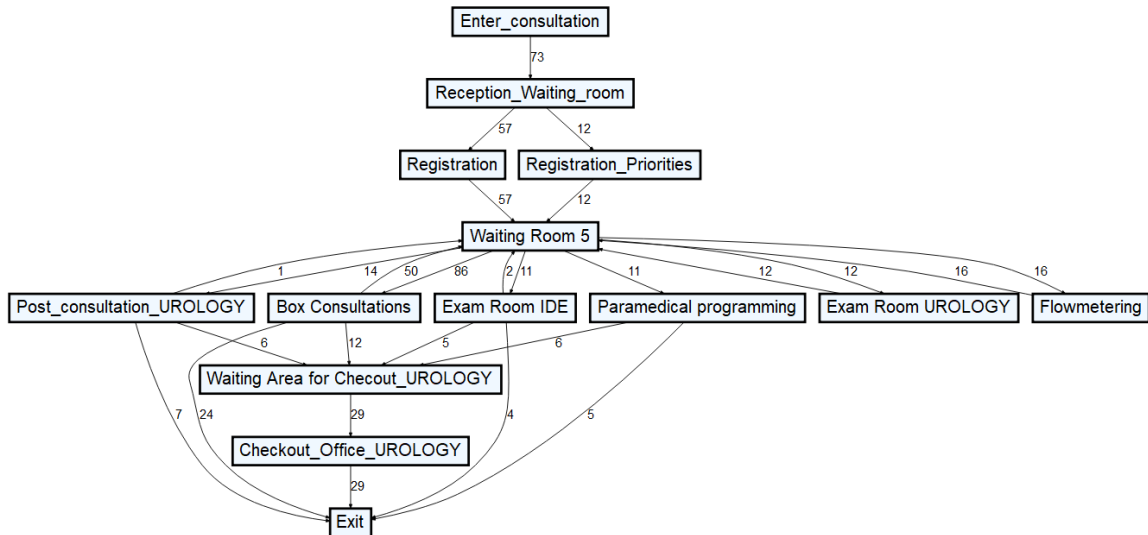 Enter_consultation
73
Reception_Waiting_room
57
12
Registration
Registration_Priorities
57
12
Waiting Room 5
1
14
50
86
2
11
11
12
12
16
16
Post_consultation_UROLOGY
Box Consultations
Exam Room IDE
Paramedical programming
Exam Room UROLOGY
Flowmetering
6
12
5
6
Waiting Area for Checout_UROLOGY
7
24
29
4
5
Checkout_Office_UROLOGY
29
Exit